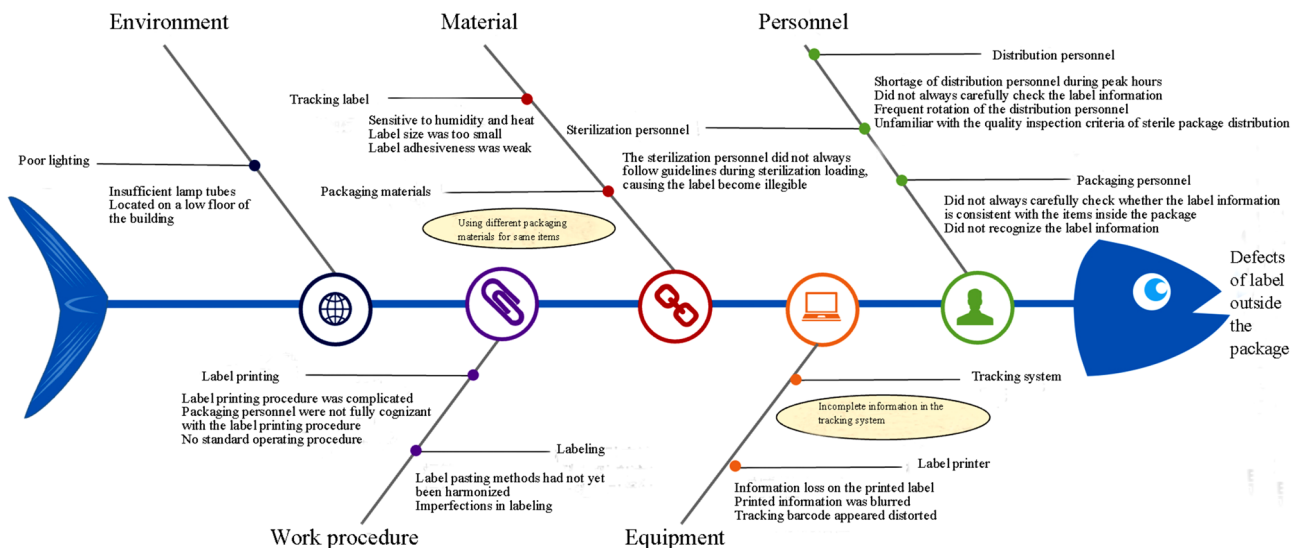 Environment
Material
Personnel
Distribution personnel
Shortage of distribution personnel during peak hours
Did not always carefully check the label information
Frequent rotation of the distribution personnel
Unfamiliar with the quality inspection criteria of sterile package distribution
Tracking label
Sensitive to humidity and heat
Label size was too small
Label adhesiveness was weak
Sterilization personnel
The sterilization personnel did not always
follow guidelines during sterilization loading,
causing the label become illegible
Poor lighting
Insufficient lamp tubes
Located on a low floor of
the building
Packaging materials
Using different packaging
materials for same items
Packaging personnel
Did not always carefully check whether the label information
is consistent with the items inside the package
Did not recognize the label information
Defects
of label
outside
the
package
Label printing
Label printing procedure was complicated
Packaging personnel were not fully cognizant
with the label printing procedure
No standard operating procedure
Labeling
Label pasting methods had not yet
been harmonized
Imperfections in labeling
Tracking system
Incomplete information in the
tracking system
Label printer
Information loss on the printed label
Printed information was blurred
Tracking barcode appeared distorted
Work procedure
Equipment